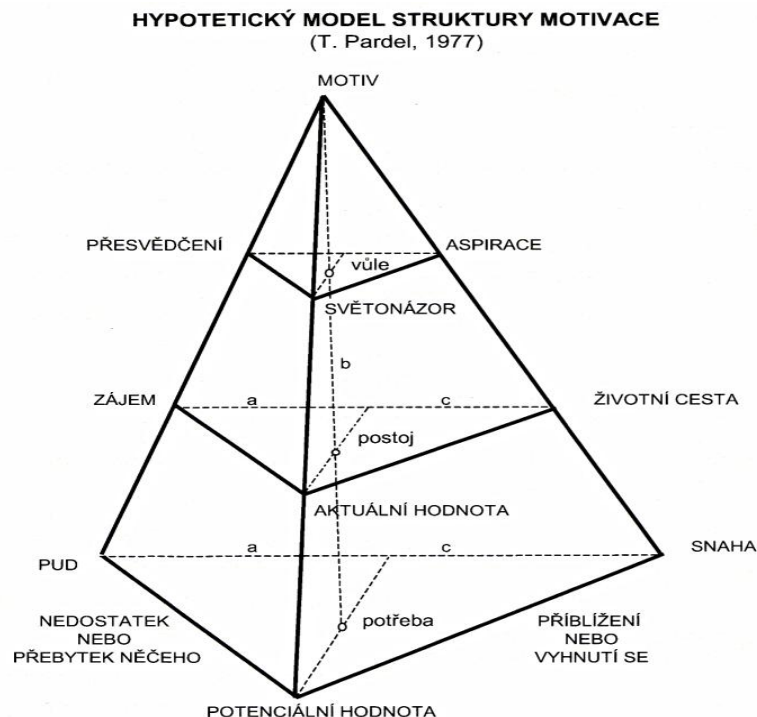 HYPOTETICKÝ MODEL STRUKTURY MOTIVACE
(T. Pardel, 1977)
MOTIV
PŘESVĚDČENÍ
ASPIRACE
vůle
SVĚTONÁZOR
b
ZÁJEM
a
c
ŽIVOTNÍ CESTA
postoj
AKTUÁLNÍ HODNOTA
PUD
a
c
SNAHA
NEDOSTATEK
NEBO
PŘEBYTEK NĚČEHO
potřeba
PŘÍBLÍŽENÍ
NEBO
VYHNUTÍ SE
POTENCIÁLNÍ HODNOTA